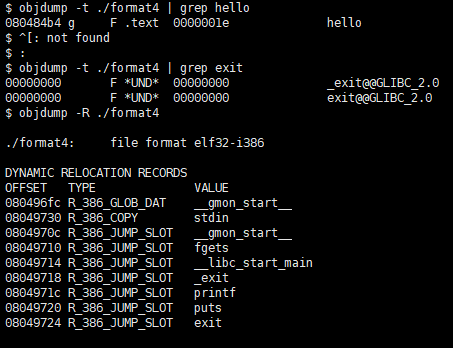 $ objdump -t ./format4 | grep hello
080484b4 g     F .text  0000001e              hello
$ ^[: not found
$ :
$ objdump -t ./format4 | grep exit
00000000       F *UND*  00000000              _exit@@GLIBC_2.0
00000000       F *UND*  00000000              exit@@GLIBC_2.0
$ objdump -R ./format4
./format4:     file format elf32-i386
DYNAMIC RELOCATION RECORDS
OFFSET   TYPE              VALUE
080496fc R_386_GLOB_DAT    __gmon_start__
08049730 R_386_COPY        stdin
0804970c R_386_JUMP_SLOT   __gmon_start__
08049710 R_386_JUMP_SLOT   fgets
08049714 R_386_JUMP_SLOT   __libc_start_main
08049718 R_386_JUMP_SLOT   _exit
0804971c R_386_JUMP_SLOT   printf
08049720 R_386_JUMP_SLOT   puts
08049724 R_386_JUMP_SLOT   exit